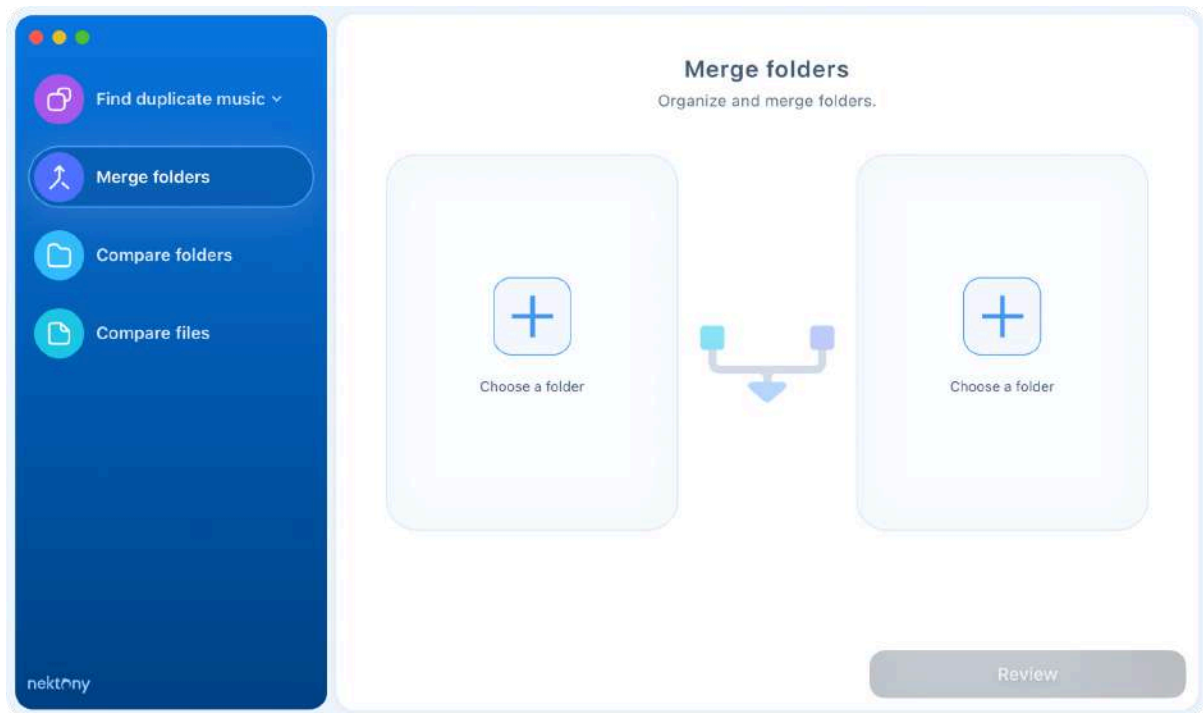 Find duplicate music
Merge folders
Compare folders
Compare files
nektony
Merge folders
Organize and merge folders.
Choose a folder
Choose a folder
Review